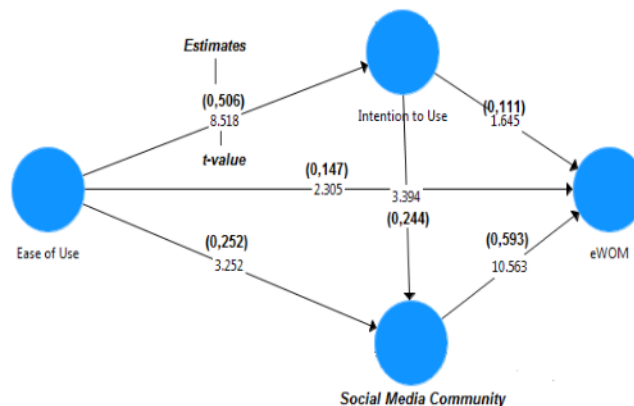 Estimates
(0,506)
8.518
t-value
Intention to Use
(0,111)
1.645
(0,147)
2.305
3.394
(0,244)
Ease of Use
eWOM
(0,252)
3.252
(0,593)
10.563
Social Media Community